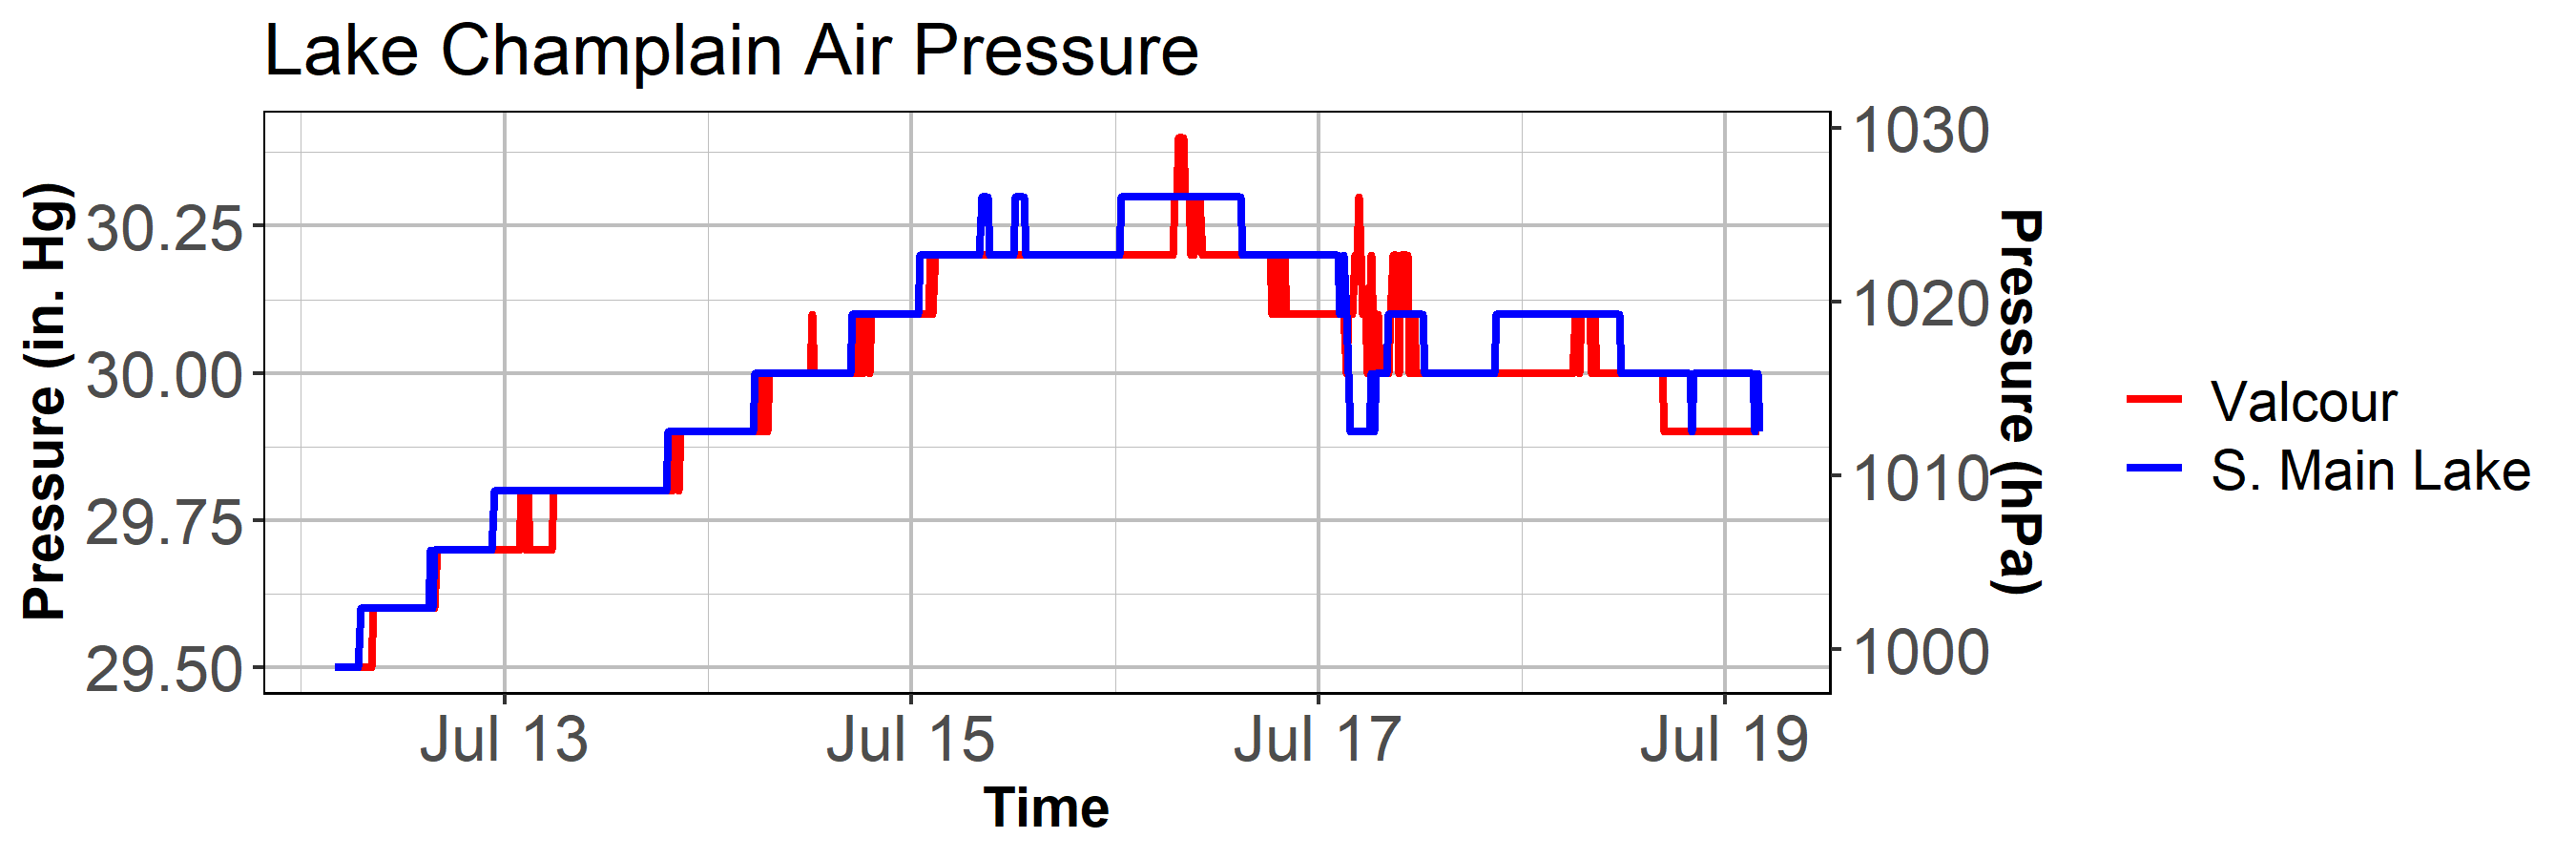 Lake Champlain Air Pressure
Pressure (in. Hg)
30.25
30.00
29.75
29.50
1030
1020
1010
1000
Pressure (hPa)
Valcour
S. Main Lake
Jul 13
Jul 15
Jul 17
Jul 19
Time